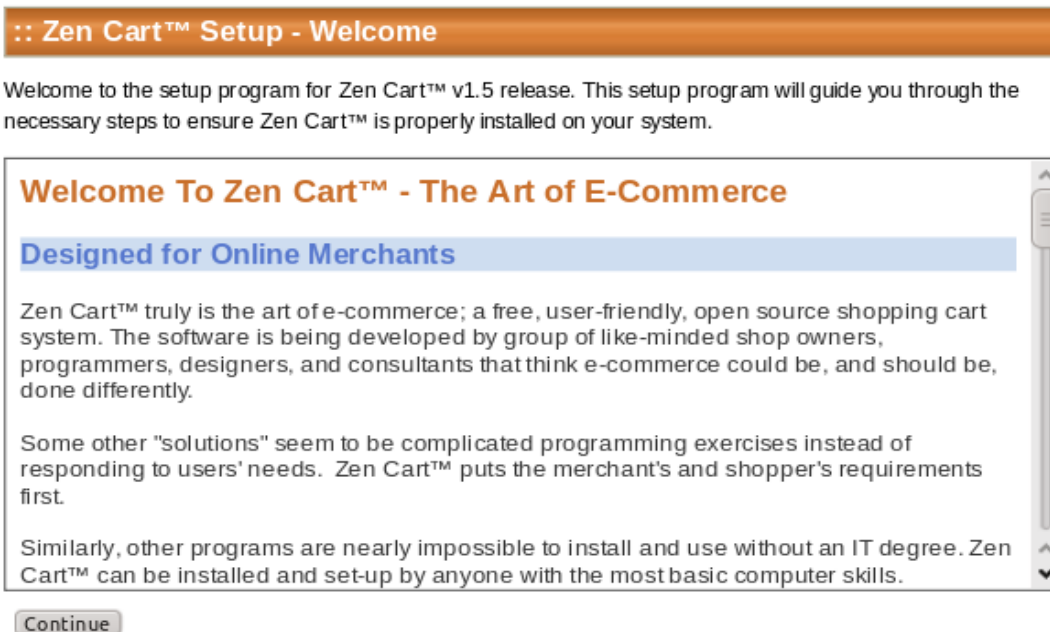 :: Zen Cart™ Setup - Welcome
Welcome to the setup program for Zen Cart™ v1.5 release. This setup program will guide you through the
necessary steps to ensure Zen Cart™ is properly installed on your system.
Welcome To Zen Cart™ - The Art of E-Commerce
Designed for Online Merchants
Zen Cart™ truly is the art of e-commerce; a free, user-friendly, open source shopping cart
system. The software is being developed by group of like-minded shop owners,
programmers, designers, and consultants that think e-commerce could be, and should be,
done differently.
Some other "solutions" seem to be complicated programming exercises instead of
responding to users' needs.  Zen Cart™ puts the merchant's and shopper's requirements
first.
Similarly, other programs are nearly impossible to install and use without an IT degree. Zen
Cart™ can be installed and set-up by anyone with the most basic computer skills.
Continue